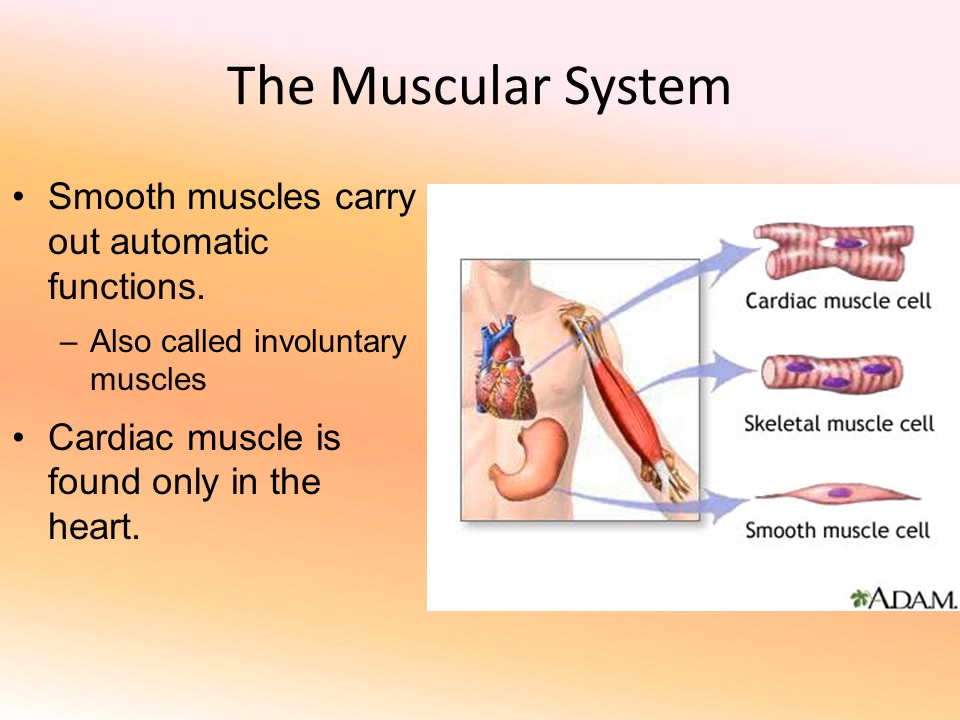 The Muscular System
• Smooth muscles carry
out automatic
functions.
– Also called involuntary
muscles
• Cardiac muscle is
found only in the
heart.
Cardiac muscle cell
Skeletal muscle cell
Smooth muscle cell
ADAM.